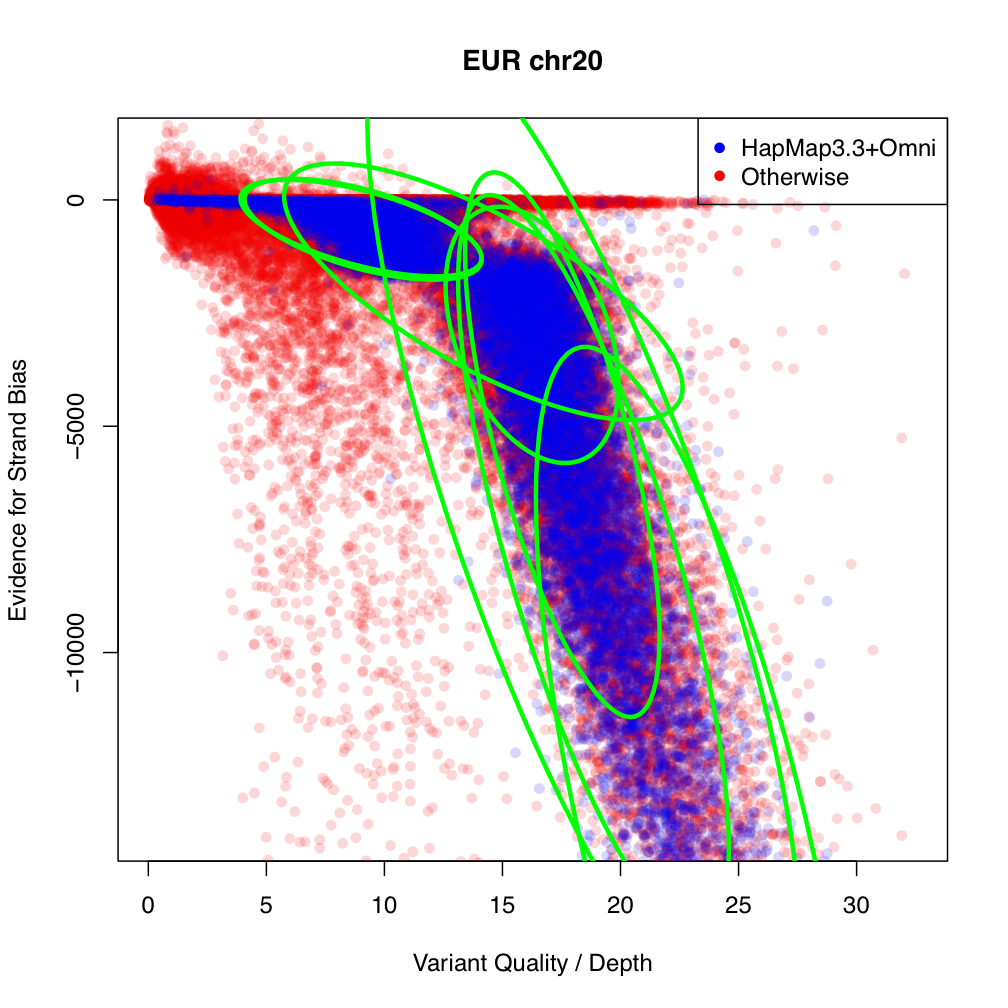 EUR chr20
HapMap3.3+Omni
Otherwise
Evidence for Strand Bias
0
−5000
−10000
0 5 10 15 20 25 30
Variant Quality / Depth